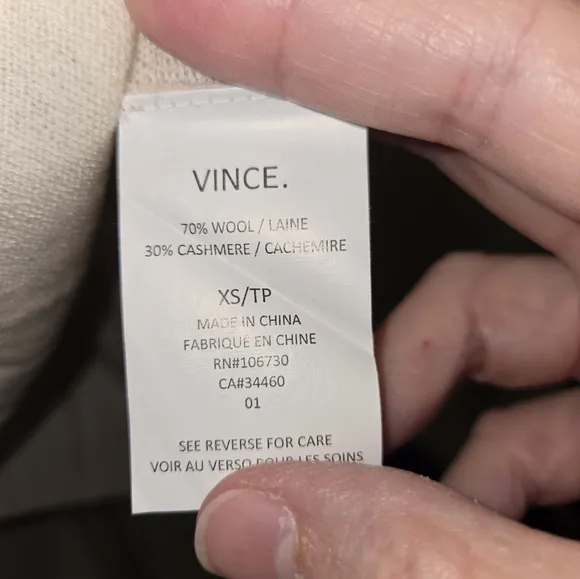 VINCE.
70% WOOL / LAINE
30% CASHMERE / CACHEMIRE
XS/TP
MADE IN CHINA
FABRIQUÉ EN CHINE
RN#106730
CA#34460
01
SEE REVERSE FOR CARE
VOIR AU VERSO POUR LES SOINS